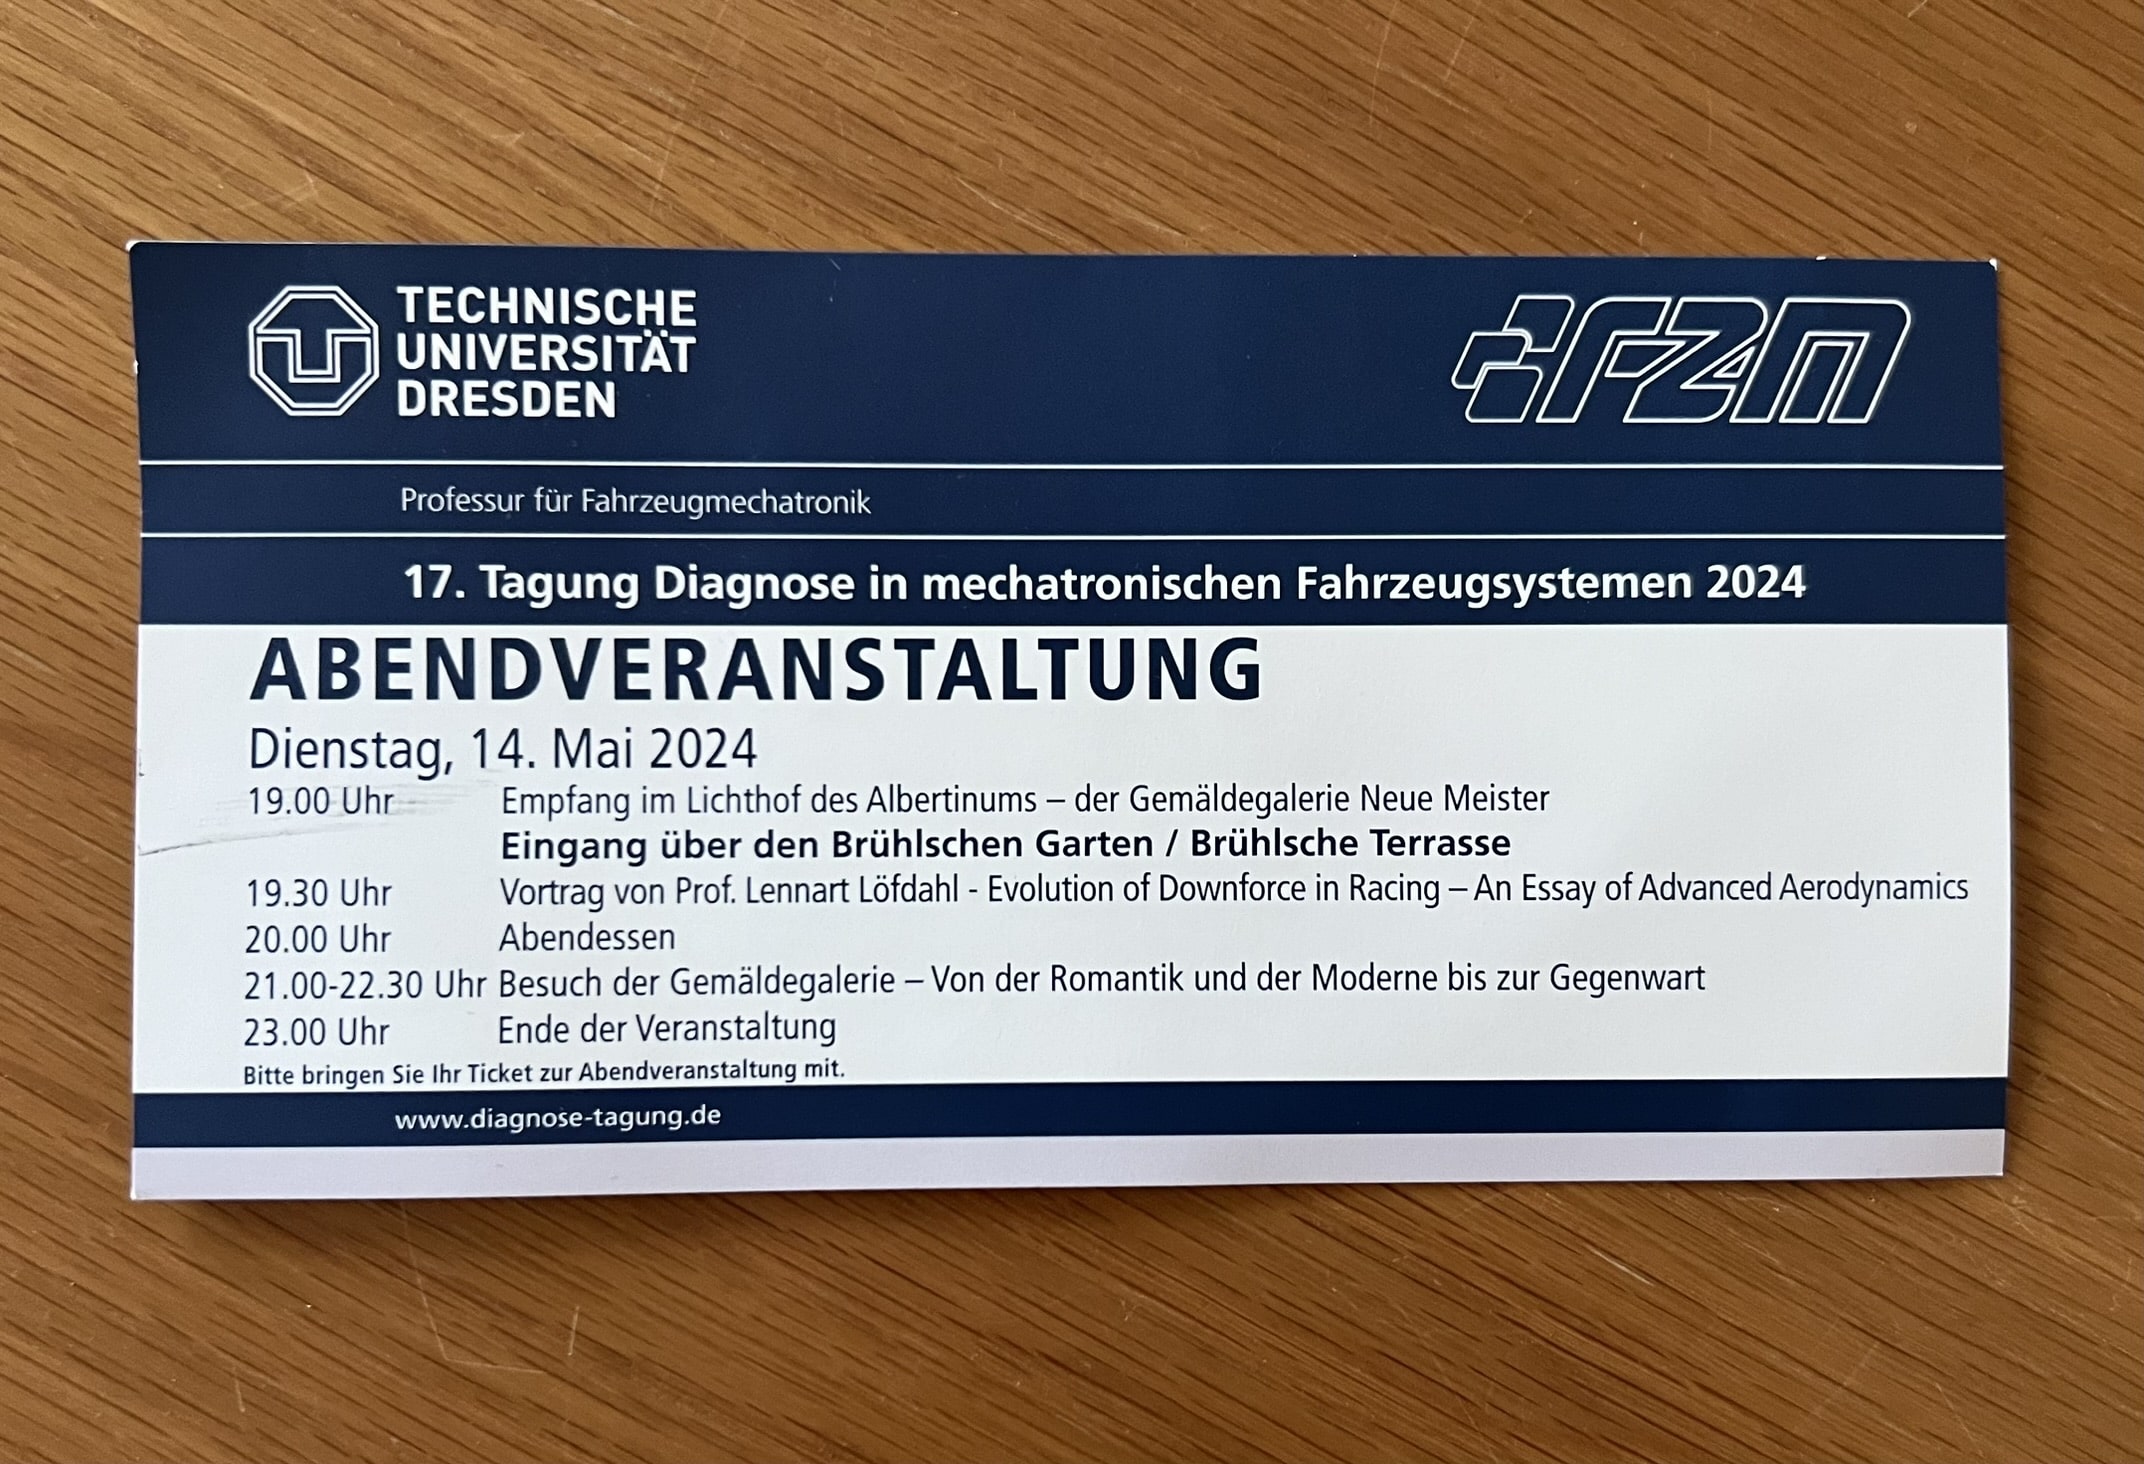 TECHNISCHE
UNIVERSITÄT
DRESDEN
Professur für Fahrzeugmechatronik
17. Tagung Diagnose in mechatronischen Fahrzeugsystemen 2024
ABENDVERANSTALTUNG
Dienstag, 14. Mai 2024
19.00 Uhr Empfang im Lichthof des Albertinums – der Gemäldegalerie Neue Meister
Eingang über den Brühlschen Garten / Brühlsche Terrasse
19.30 Uhr Vortrag von Prof. Lennart Löfdahl - Evolution of Downforce in Racing – An Essay of Advanced Aerodynamics
20.00 Uhr Abendessen
21.00-22.30 Uhr Besuch der Gemäldegalerie – Von der Romantik und der Moderne bis zur Gegenwart
23.00 Uhr Ende der Veranstaltung
Bitte bringen Sie Ihr Ticket zur Abendveranstaltung mit.
www.diagnose-tagung.de